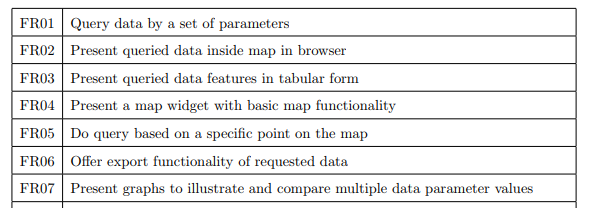 FR01 Query data by a set of parameters
FR02 Present queried data inside map in browser
FR03 Present queried data features in tabular form
FR04 Present a map widget with basic map functionality
FR05 Do query based on a specific point on the map
FR06 Offer export functionality of requested data
FR07 Present graphs to illustrate and compare multiple data parameter values